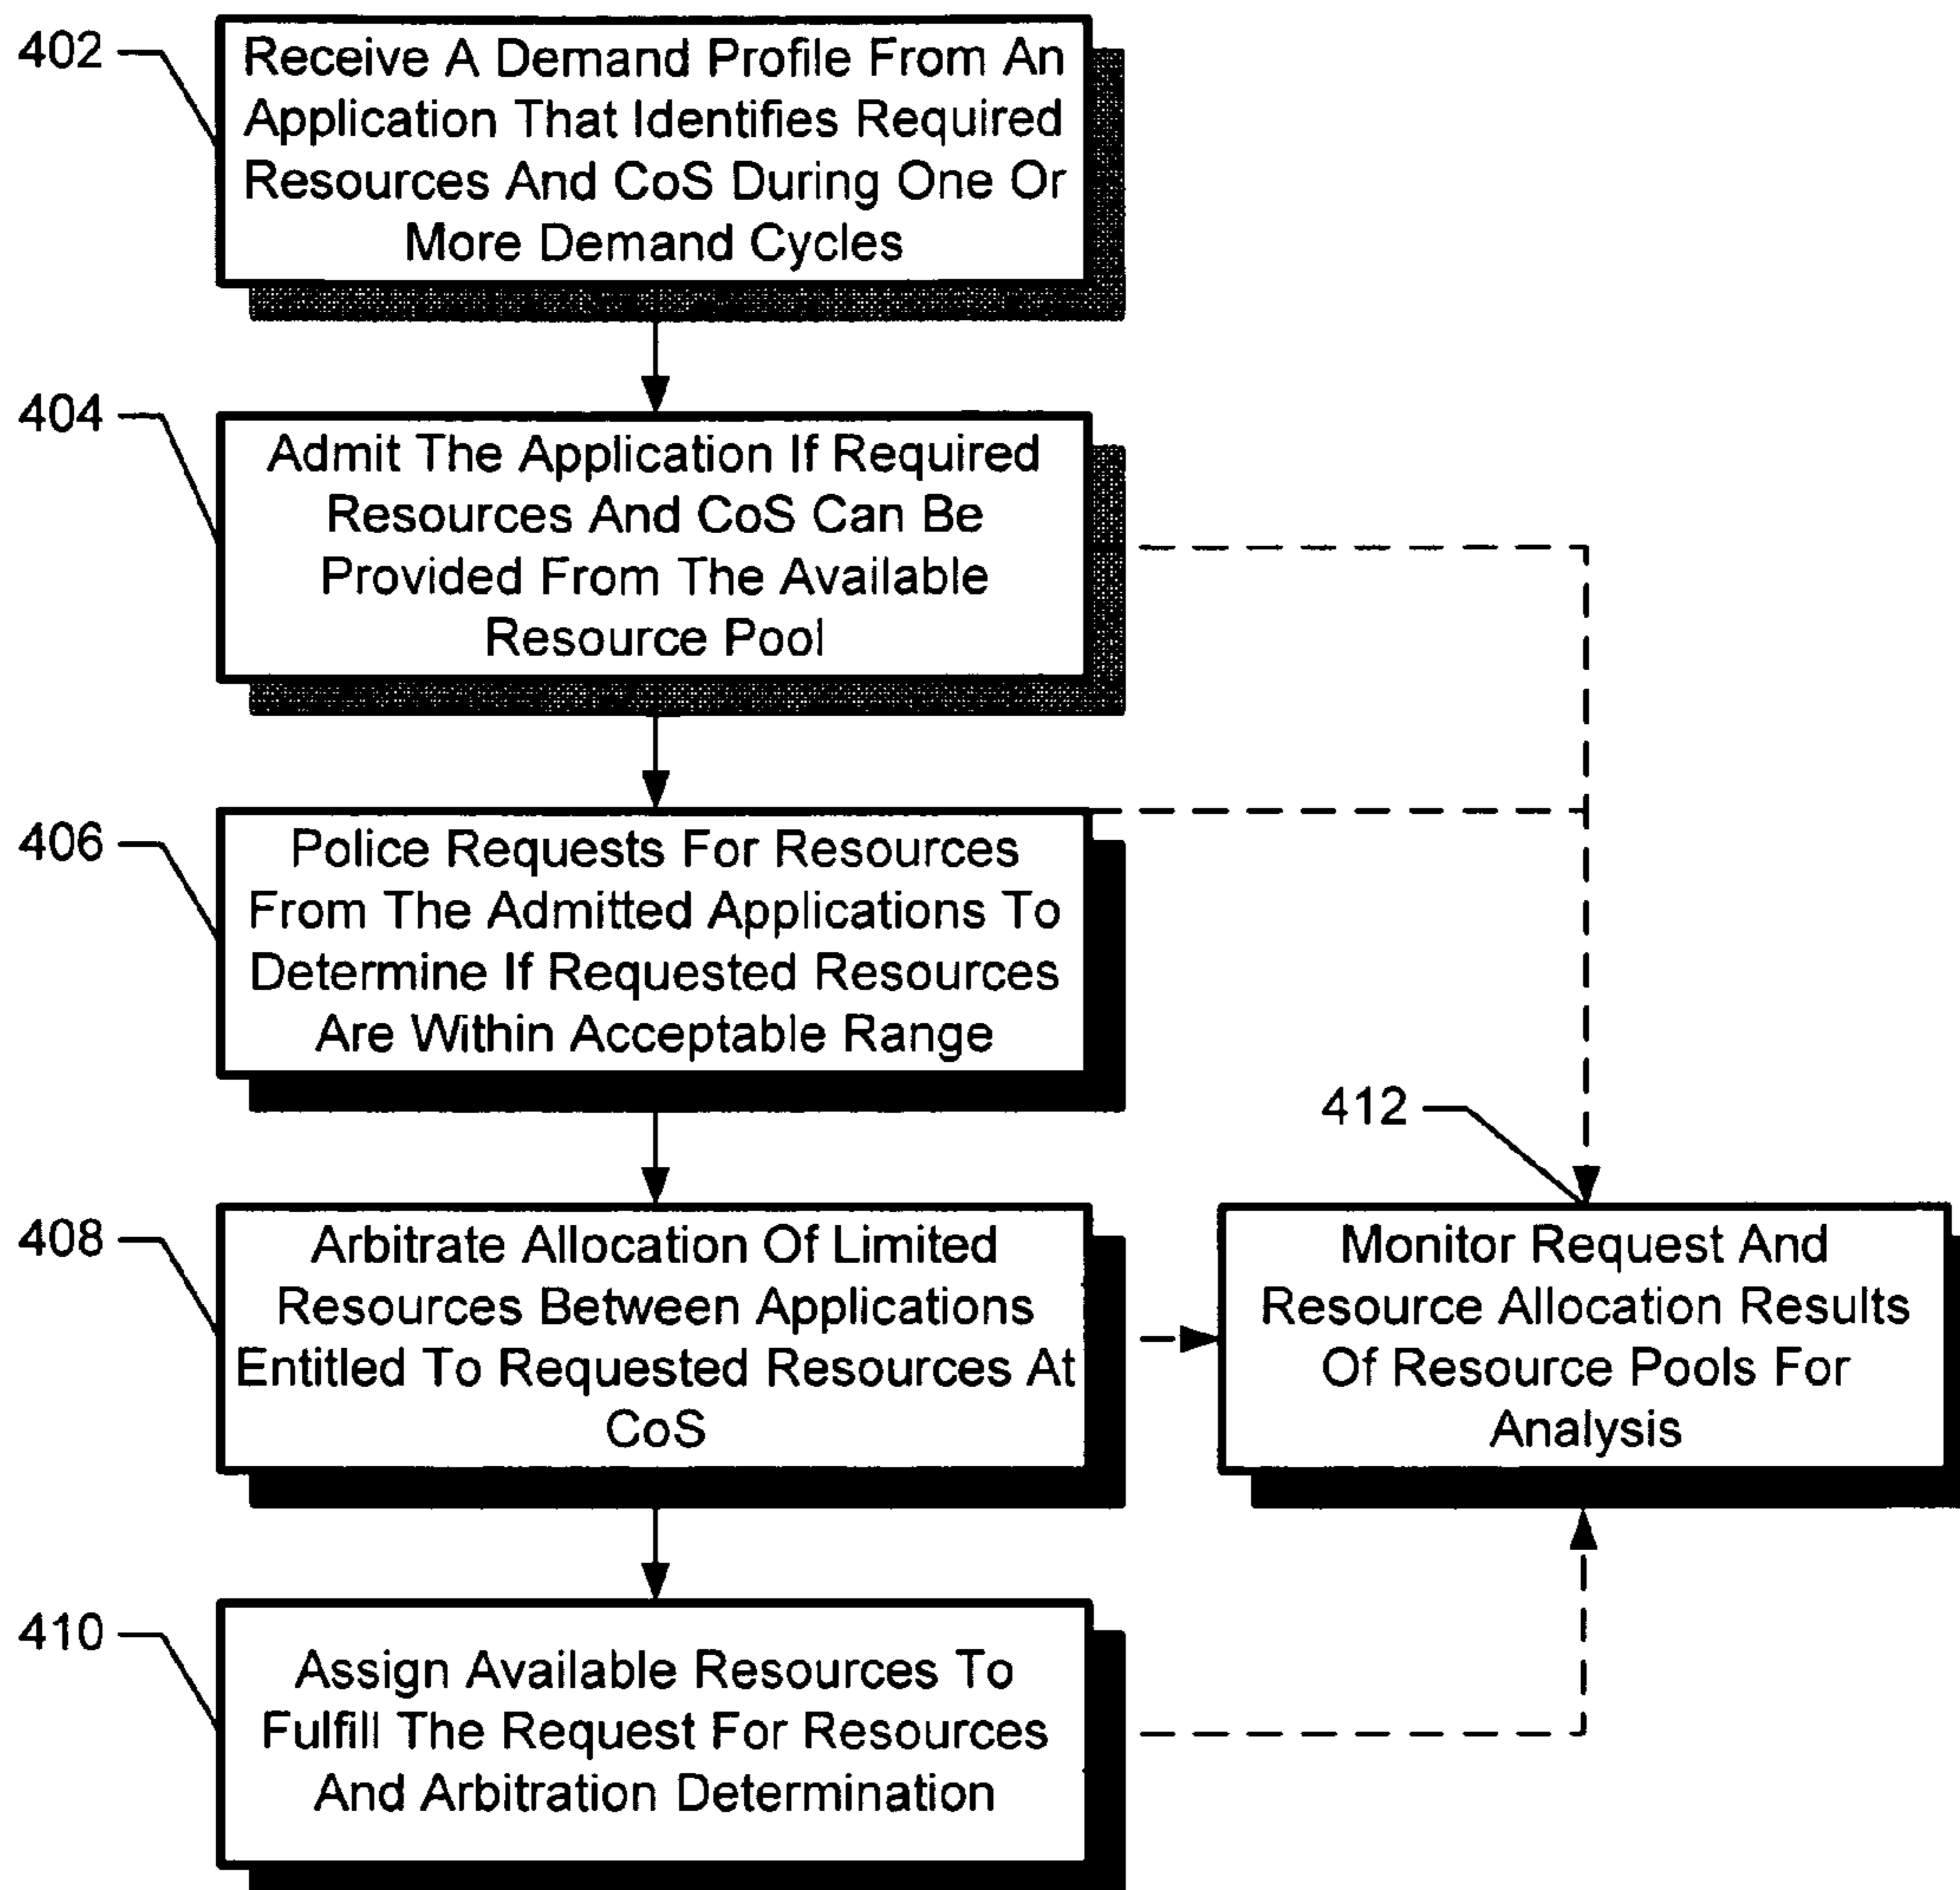 402
Receive A Demand Profile From An
Application That Identifies Required
Resources And CoS During One Or
More Demand Cycles
404
Admit The Application If Required
Resources And CoS Can Be
Provided From The Available
Resource Pool
406
Police Requests For Resources
From The Admitted Applications To
Determine If Requested Resources
Are Within Acceptable Range
408
Arbitrate Allocation Of Limited
Resources Between Applications
Entitled To Requested Resources At
CoS
412
Monitor Request And
Resource Allocation Results
Of Resource Pools For
Analysis
410
Assign Available Resources To
Fulfill The Request For Resources
And Arbitration Determination